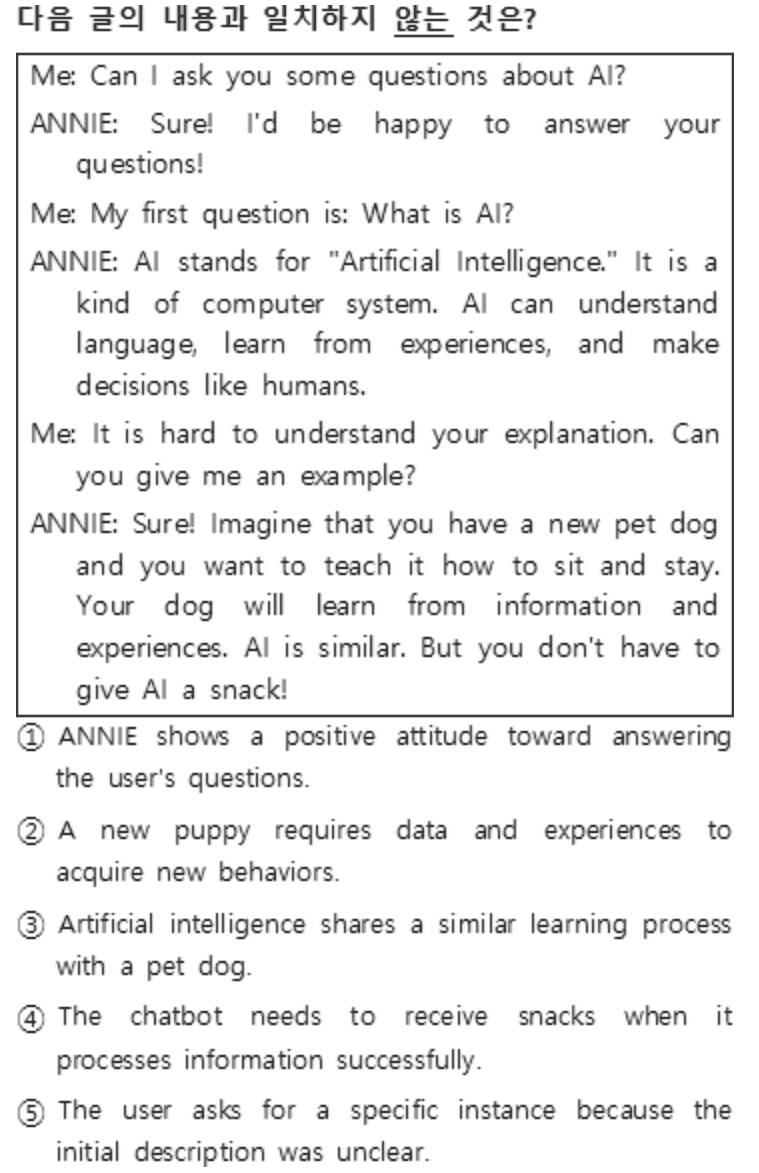 다음 글의 내용과 일치하지 않는 것은?
Me: Can I ask you some questions about AI?
ANNIE: Sure! I'd be happy to answer your
questions!
Me: My first question is: What is AI?
ANNIE: AI stands for "Artificial Intelligence." It is a
kind of computer system. AI can understand
language, learn from experiences, and make
decisions like humans.
Me: It is hard to understand your explanation. Can
you give me an example?
ANNIE: Sure! Imagine that you have a new pet dog
and you want to teach it how to sit and stay.
Your dog will learn from information and
experiences. AI is similar. But you don't have to
give AI a snack!
① ANNIE shows a positive attitude toward answering
the user's questions.
② A new puppy requires data and experiences to
acquire new behaviors.
③ Artificial intelligence shares a similar learning process
with a pet dog.
④ The chatbot needs to receive snacks when it
processes information successfully.
⑤ The user asks for a specific instance because the
initial description was unclear.